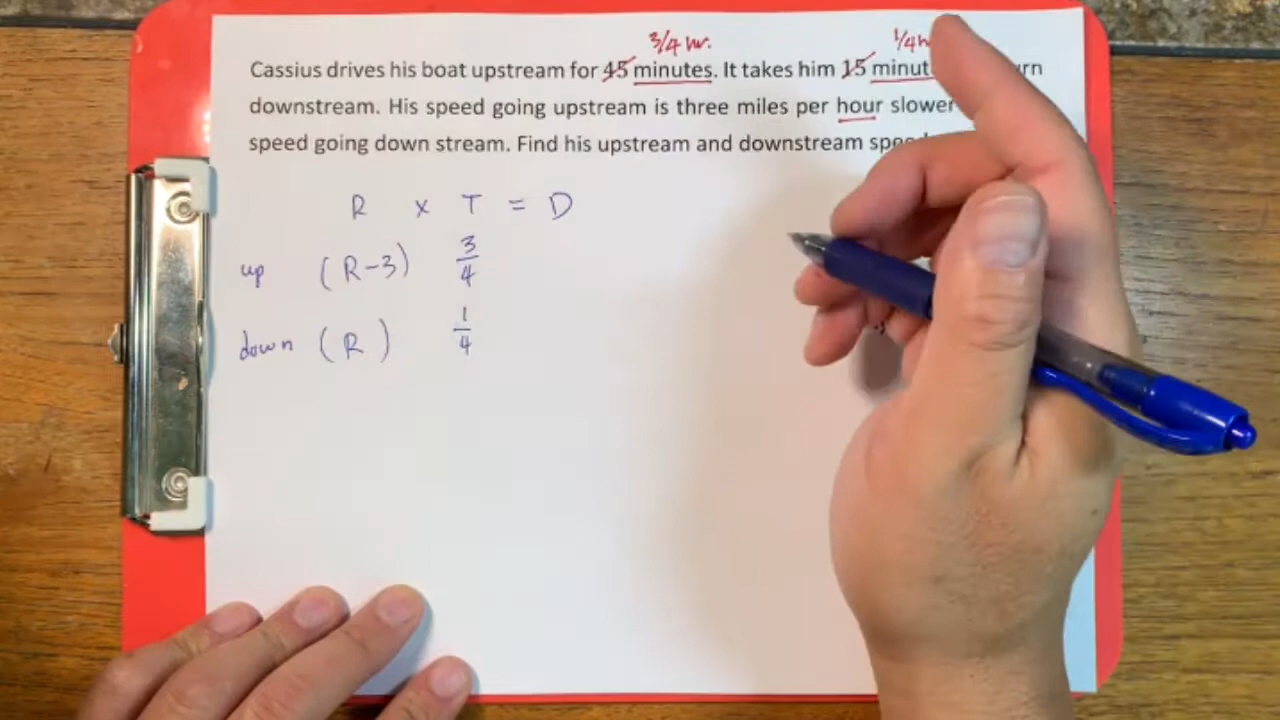 3/4 hr. 1/4
Cassius drives his boat upstream for 45 minutes. It takes him 15
downstream. His speed going upstream is three miles per hour slower
speed going down stream. Find his upstream and downstream
R x T = D
up (R-3) 3/4
down (R) 1/4